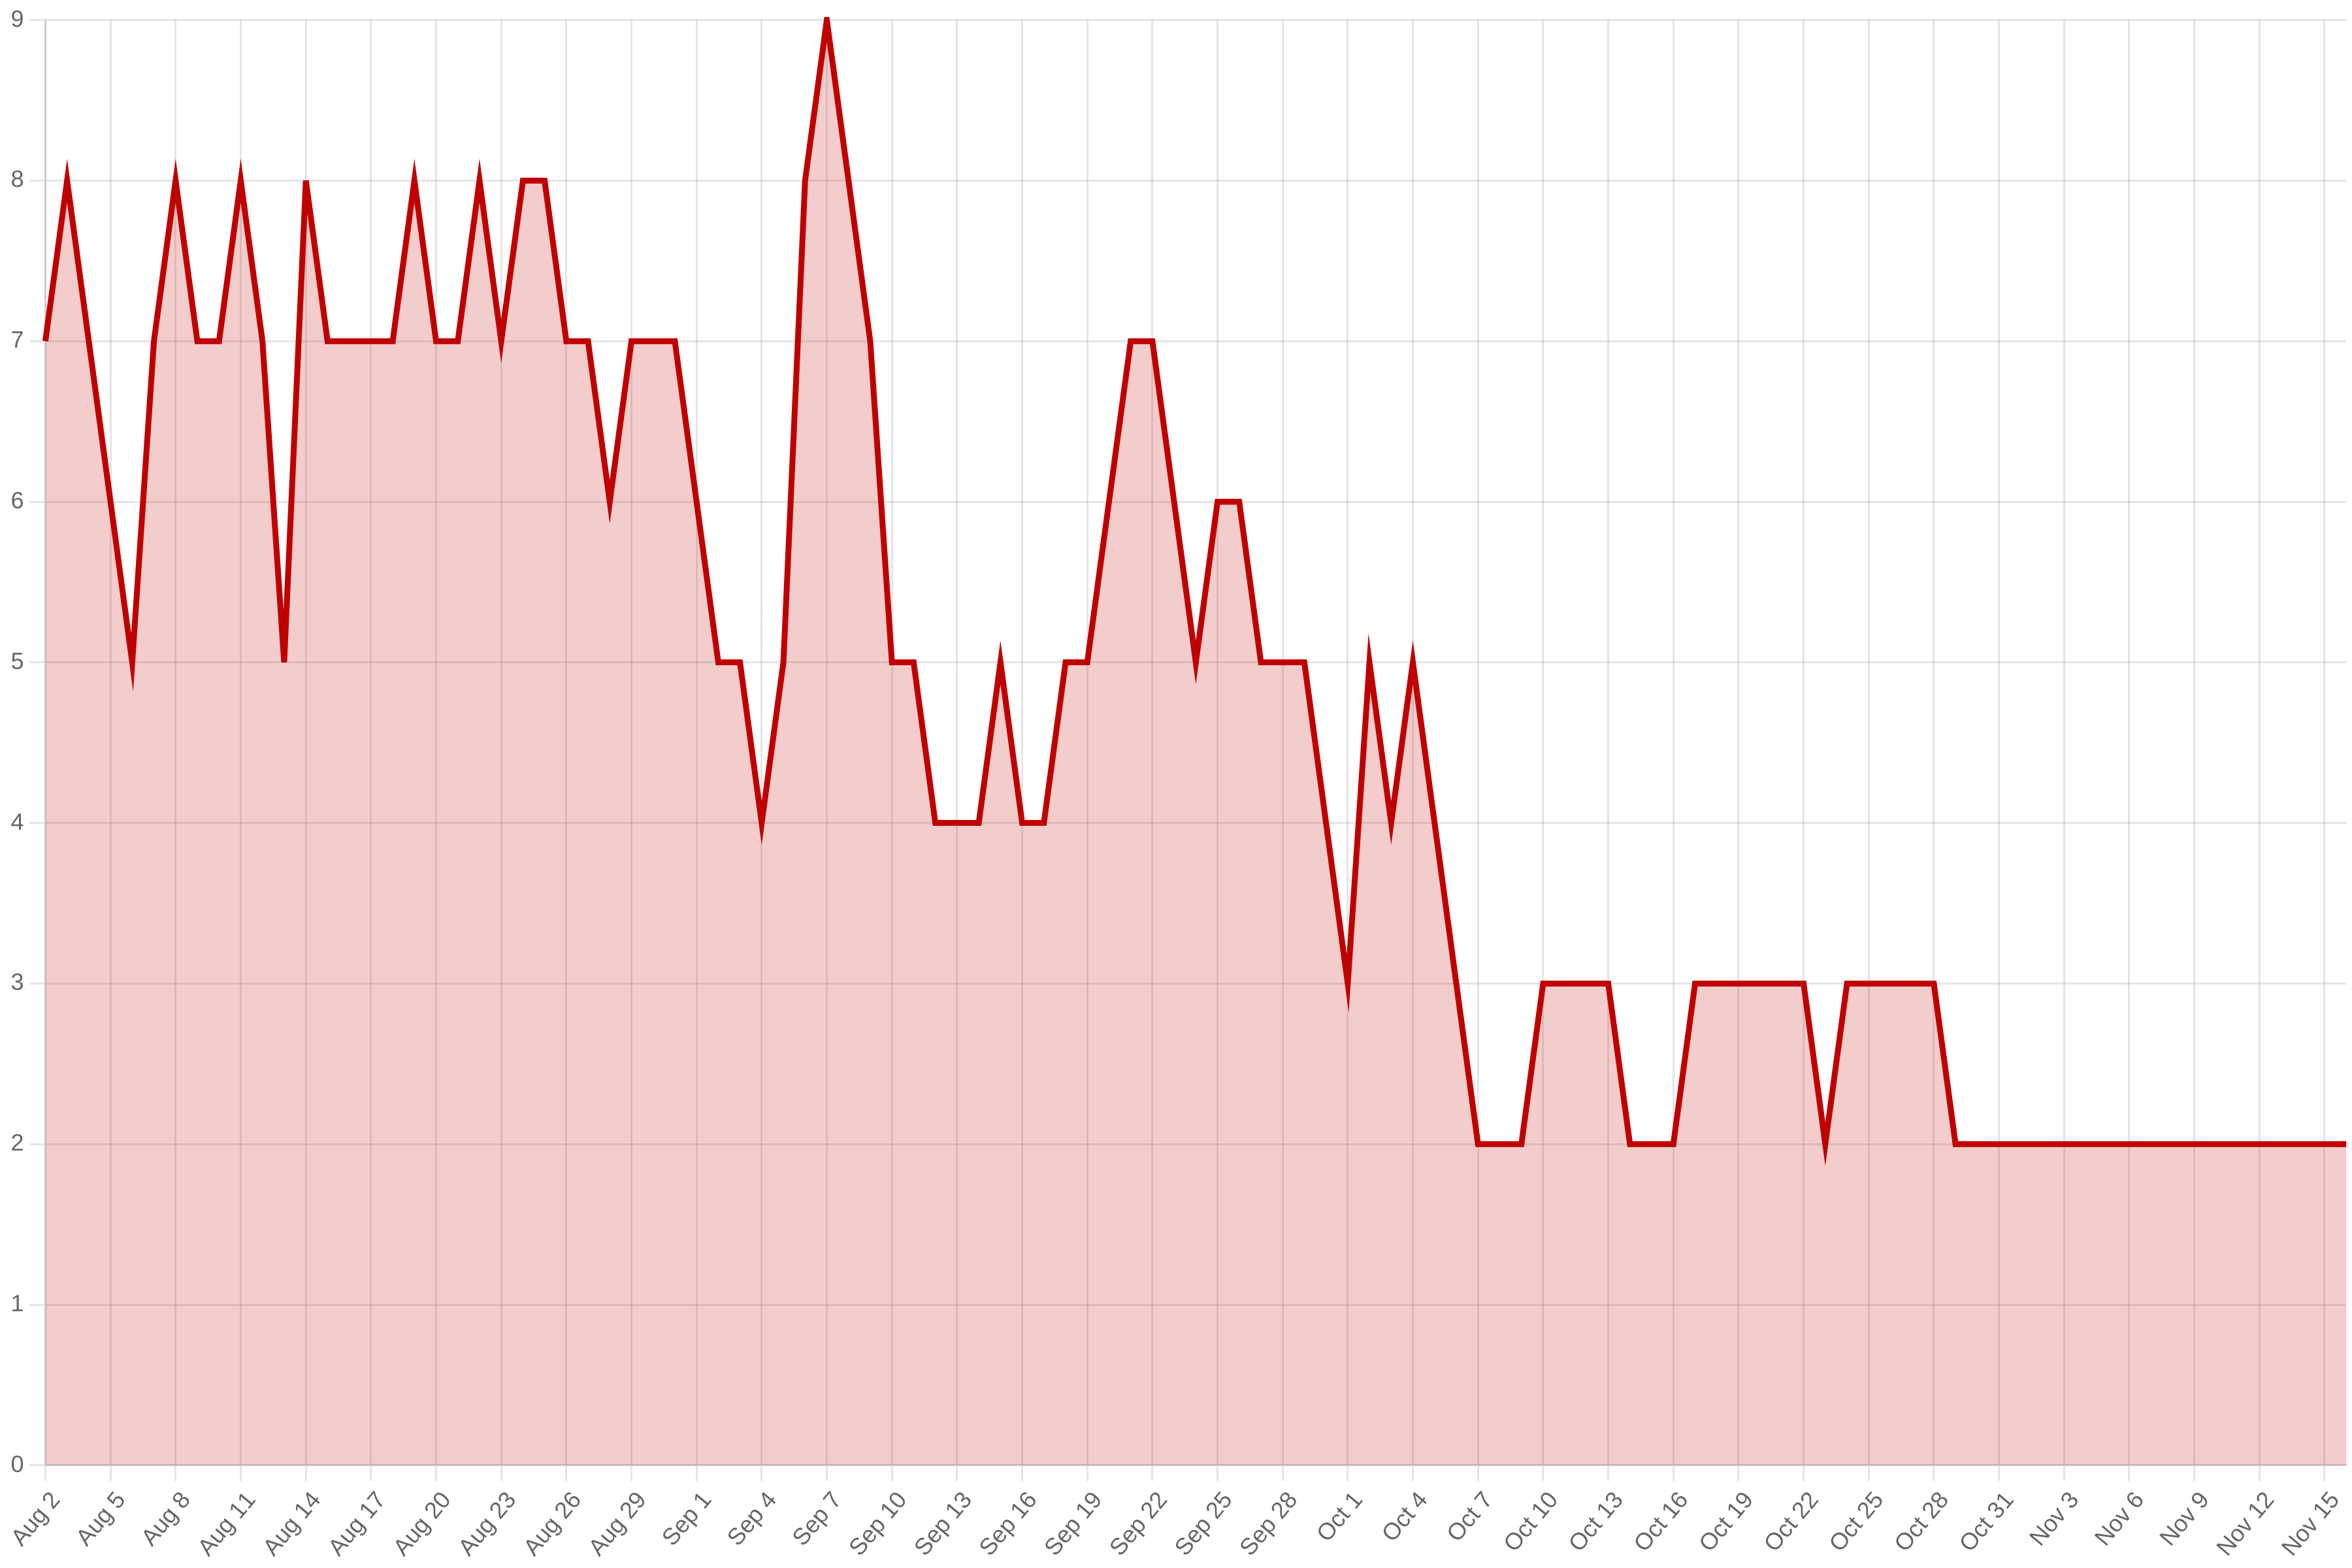 9
8
7
6
5
4
3
2
1
0
Aug 2
Aug 5
Aug 8
Aug 11
Aug 14
Aug 17
Aug 20
Aug 23
Aug 26
Aug 29
Sep 1
Sep 4
Sep 7
Sep 10
Sep 13
Sep 16
Sep 19
Sep 22
Sep 25
Sep 28
Oct 1
Oct 4
Oct 7
Oct 10
Oct 13
Oct 16
Oct 19
Oct 22
Oct 25
Oct 28
Oct 31
Nov 3
Nov 6
Nov 9
Nov 12
Nov 15